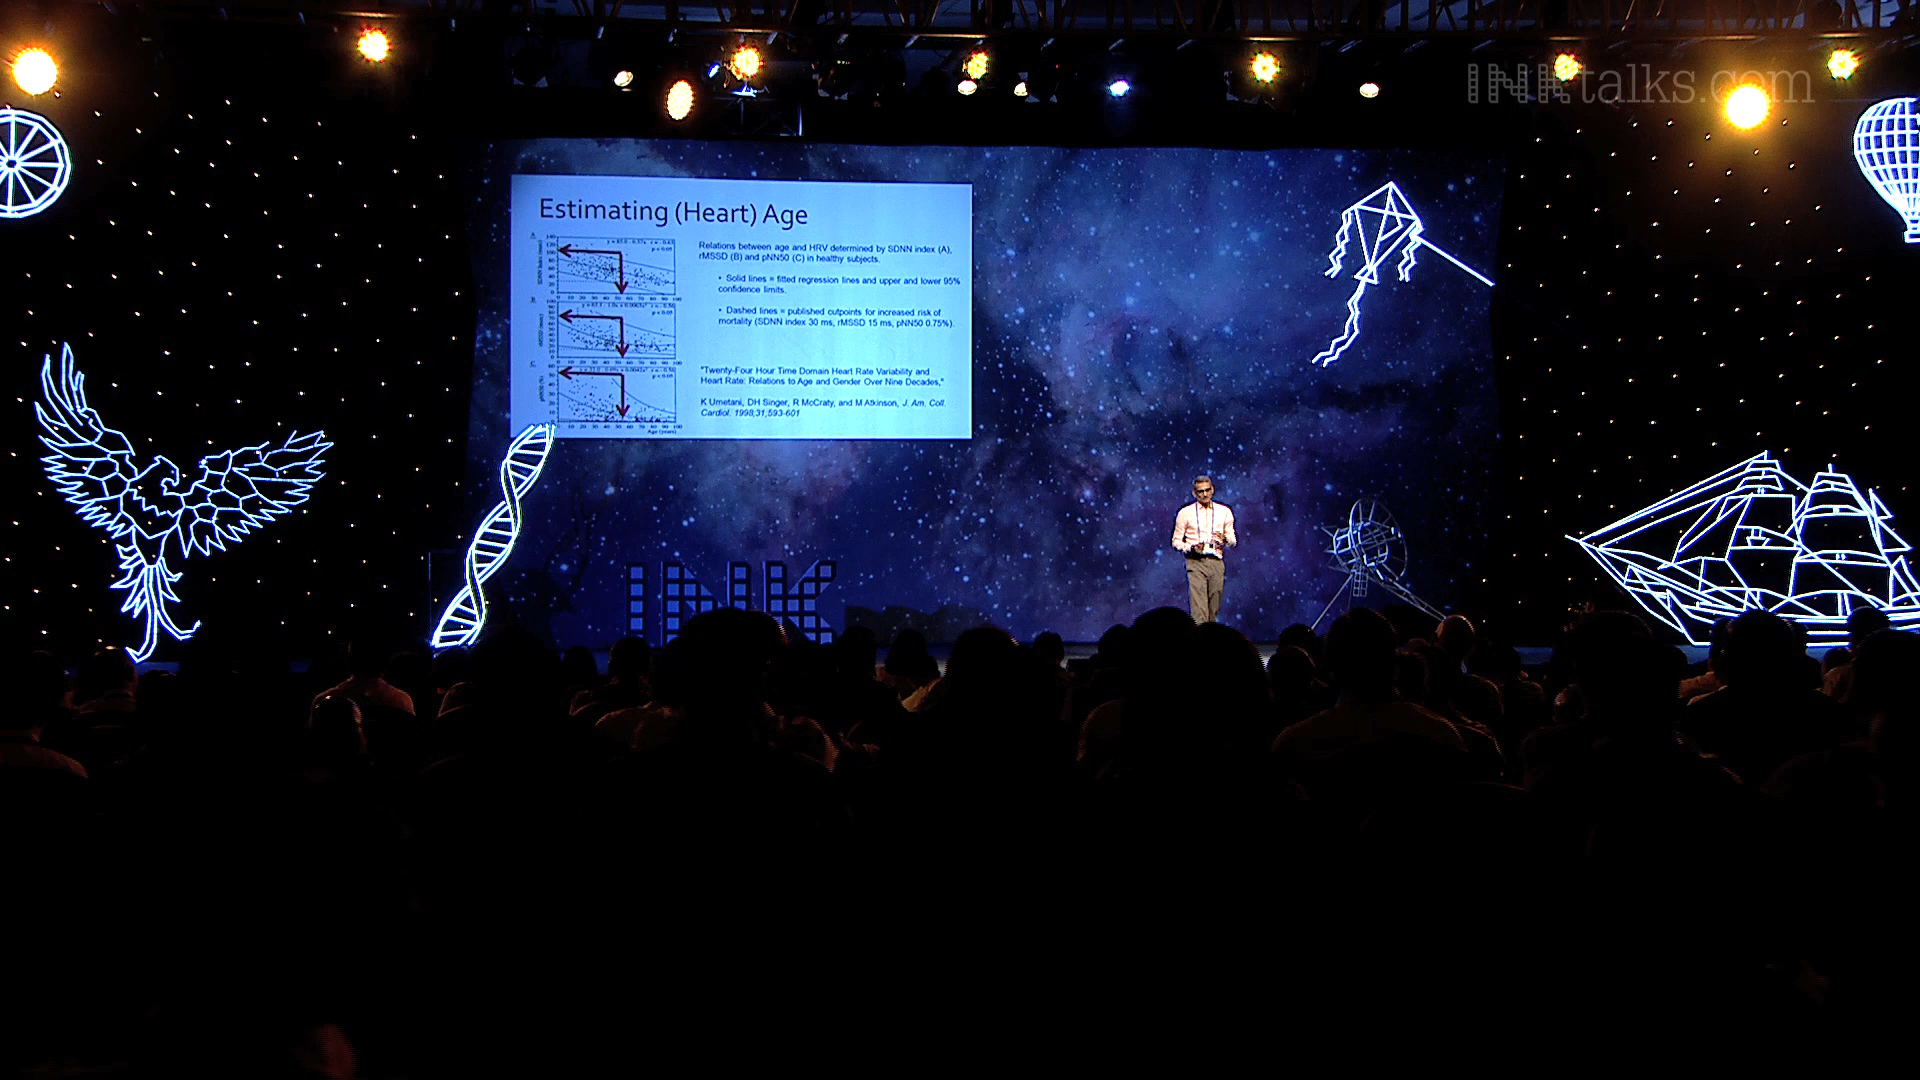 INKtalks.com
Estimating (Heart) Age
Relations between age and HRV determined by SDNN index (A),
rMSSD (B) and pNN50 (C) in healthy subjects.
• Solid lines = fitted regression lines and upper and lower 95%
confidence limits.
• Dashed lines = published cutpoints for increased risk of
mortality (SDNN index 30 ms, rMSSD 15 ms, pNN50 0.75%).
"Twenty-Four Hour Time Domain Heart Rate Variability and
Heart Rate: Relations to Age and Gender Over Nine Decades,"
K Umetani, DH Singer, R McCraty, and M Atkinson, J. Am. Coll.
Cardiol. 1998;31;593-601
A
B
C
Age (years)
INK